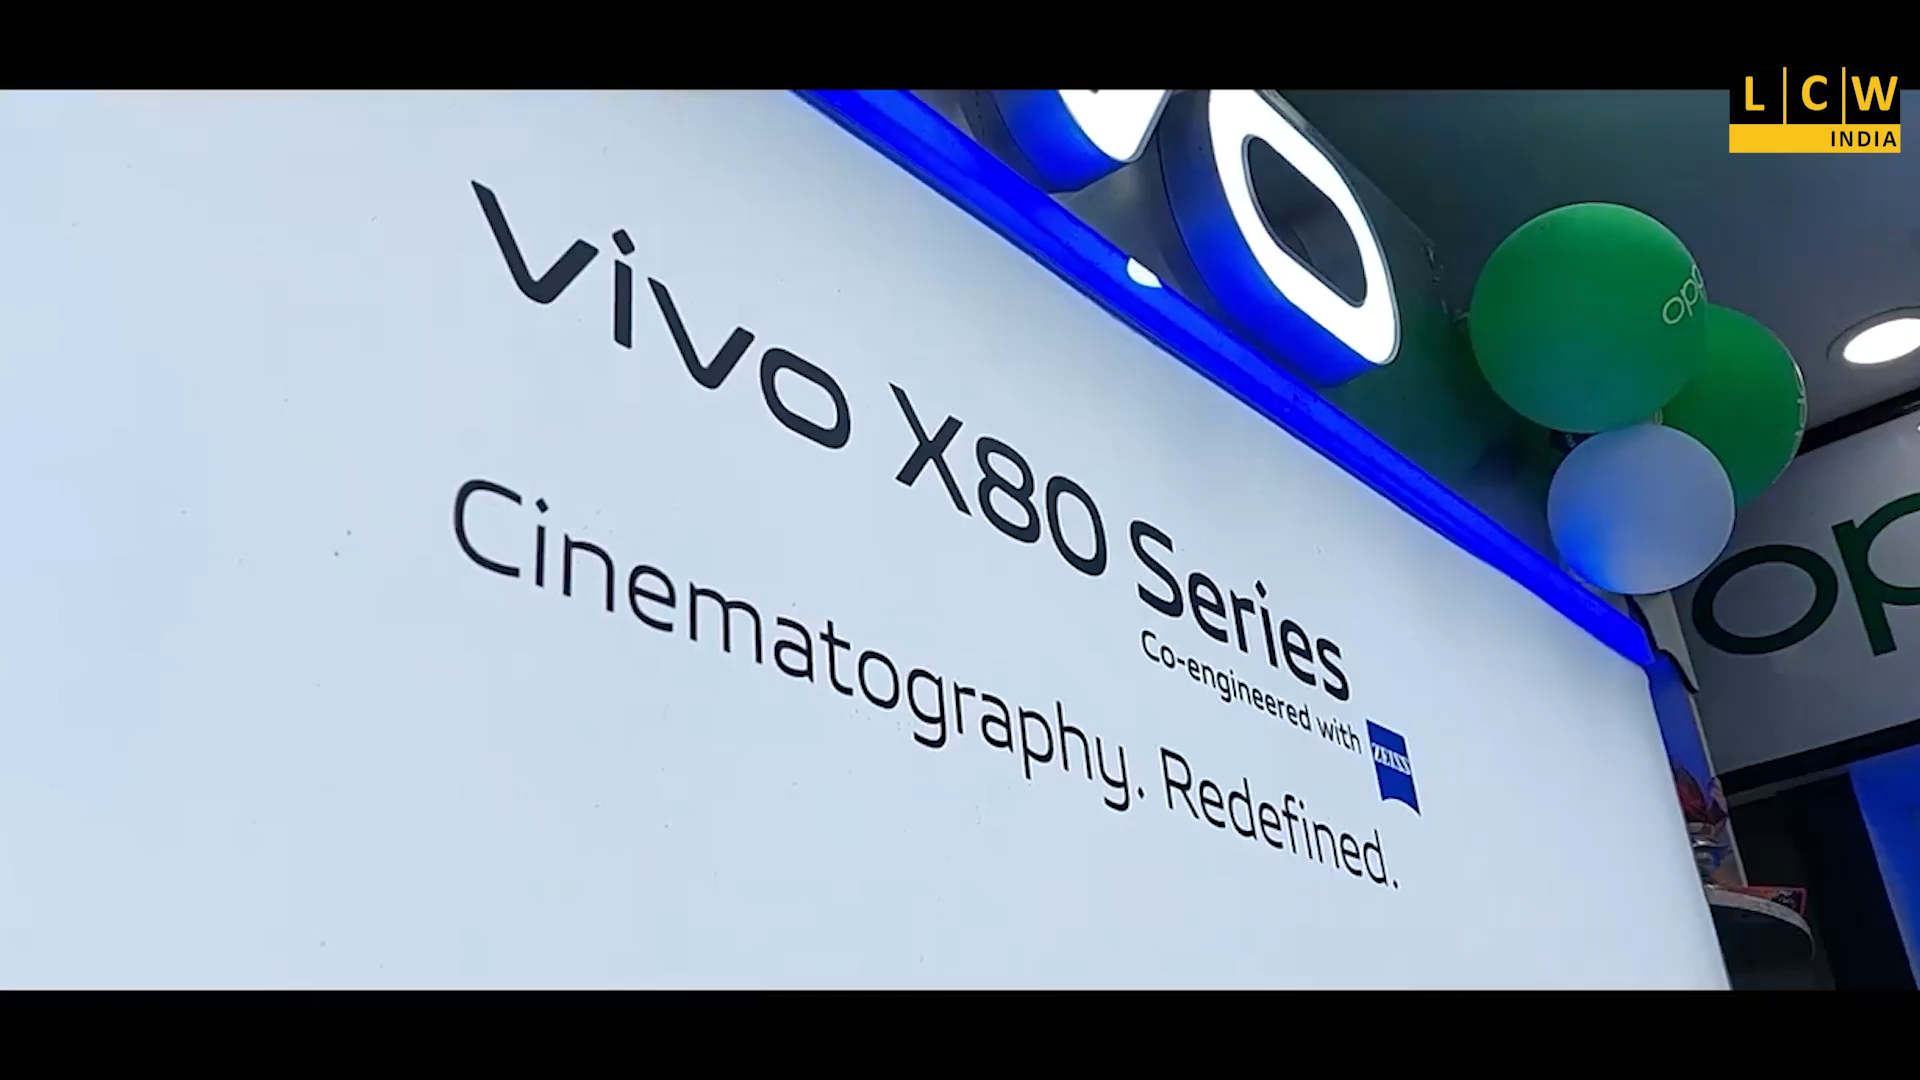 L|C|W
INDIA
vivo X80 Series
Co-engineered with
ZEISS
Cinematography. Redefined.